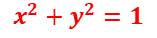 x² + y² = 1